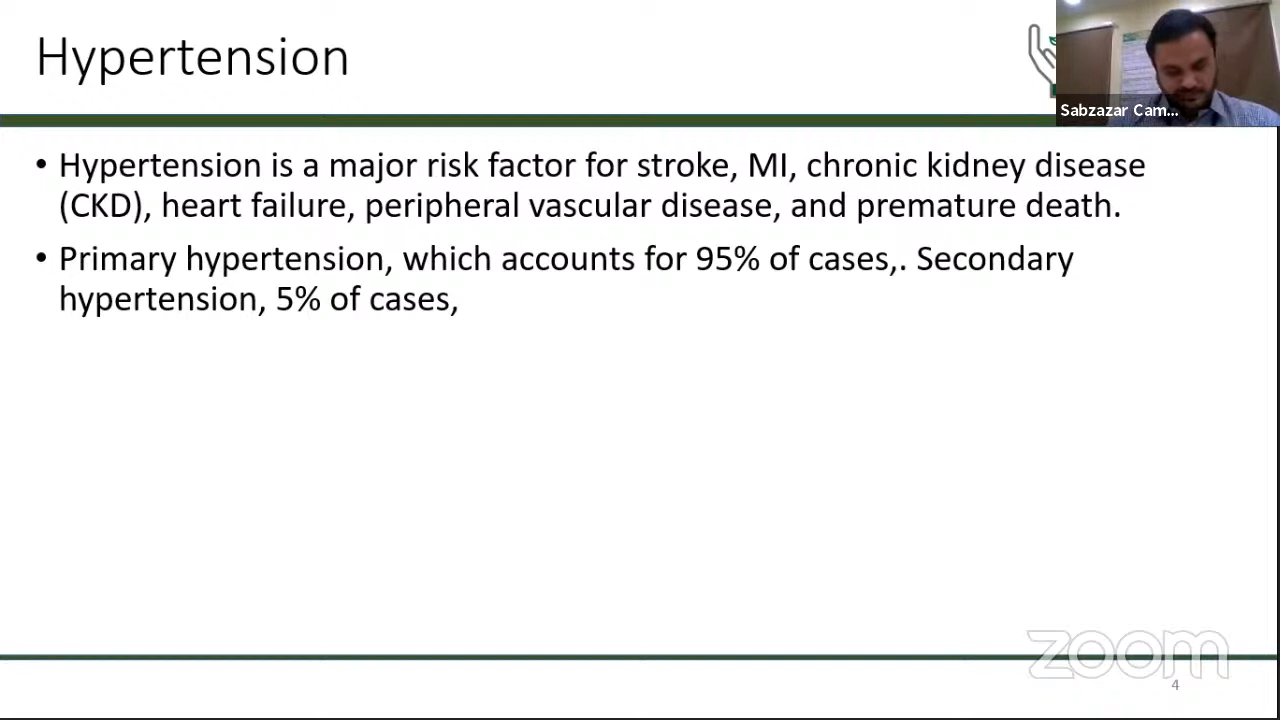 Hypertension
Sabzazar Cam...
• Hypertension is a major risk factor for stroke, MI, chronic kidney disease
(CKD), heart failure, peripheral vascular disease, and premature death.
• Primary hypertension, which accounts for 95% of cases,. Secondary
hypertension, 5% of cases,
zoom
4